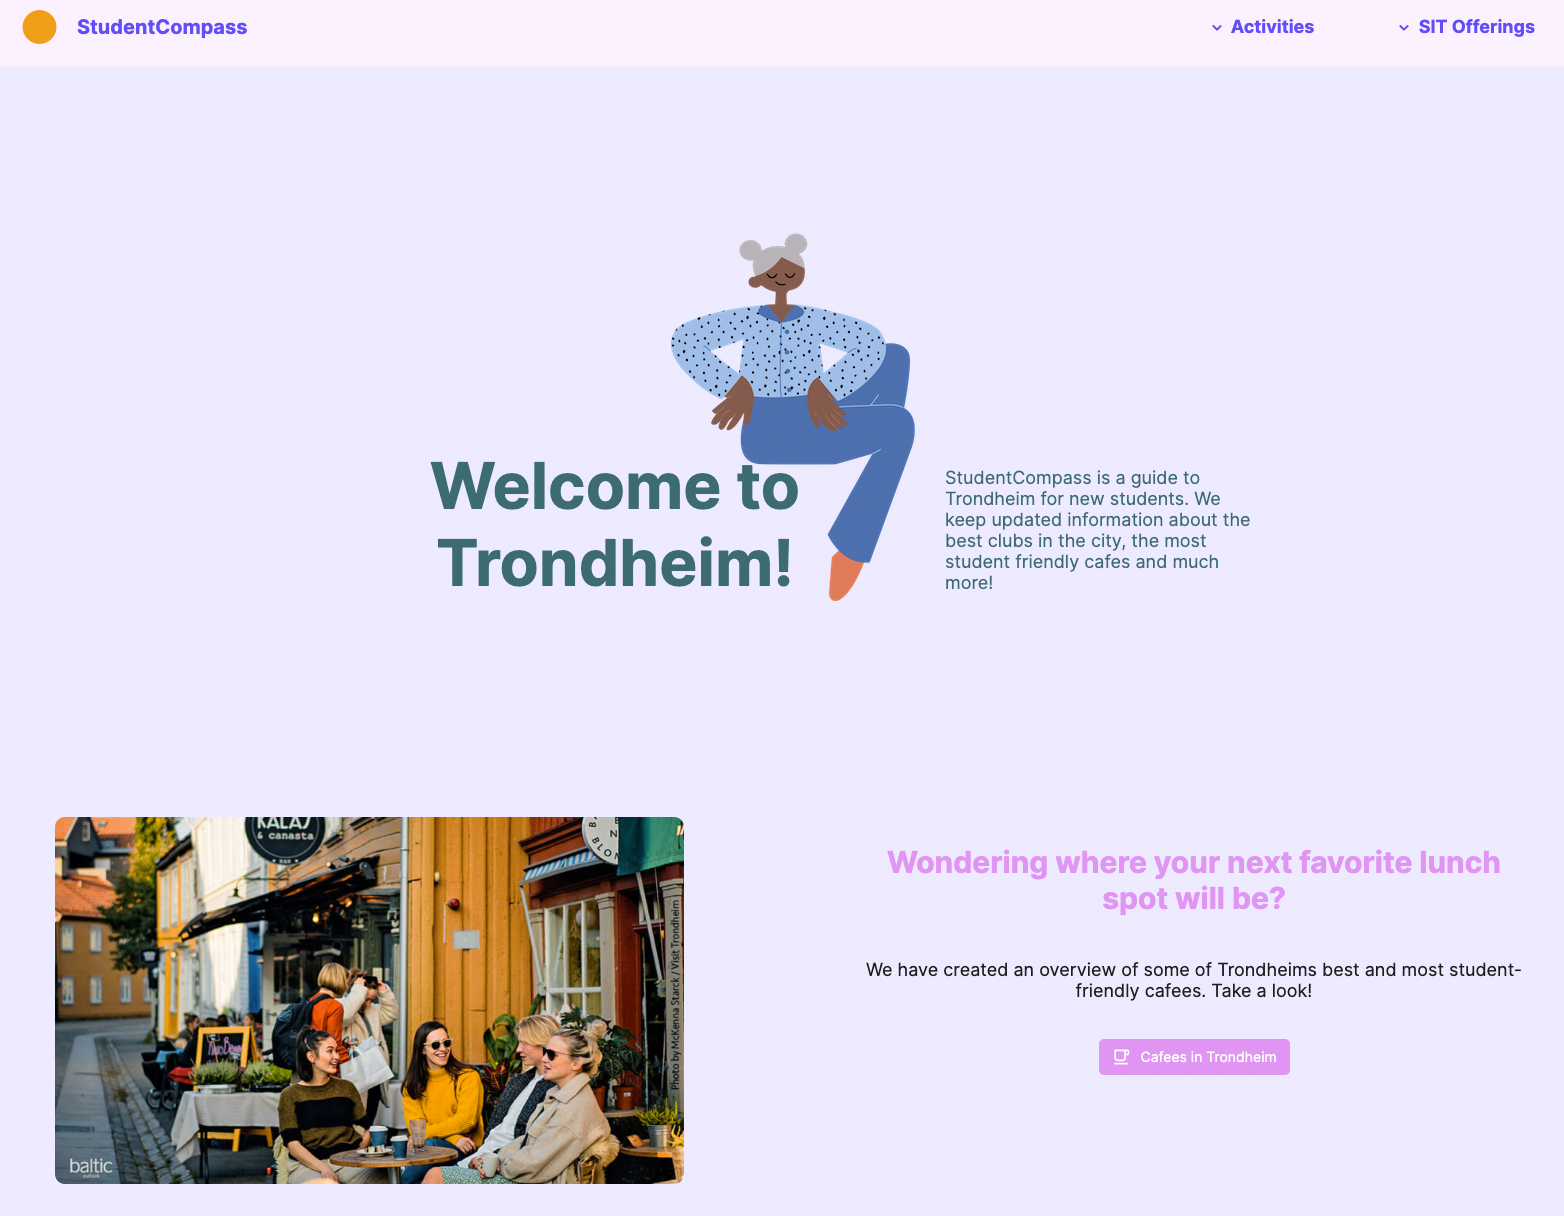 StudentCompass
Activities
SIT Offerings
Welcome to
Trondheim!
StudentCompass is a guide to
Trondheim for new students. We
keep updated information about the
best clubs in the city, the most
student friendly cafes and much
more!
KALAS
& canasta
BAR
Photo by McKenna Starck / Visit Trondheim
baltic
Wondering where your next favorite lunch
spot will be?
We have created an overview of some of Trondheims best and most student-
friendly cafees. Take a look!
Cafees in Trondheim